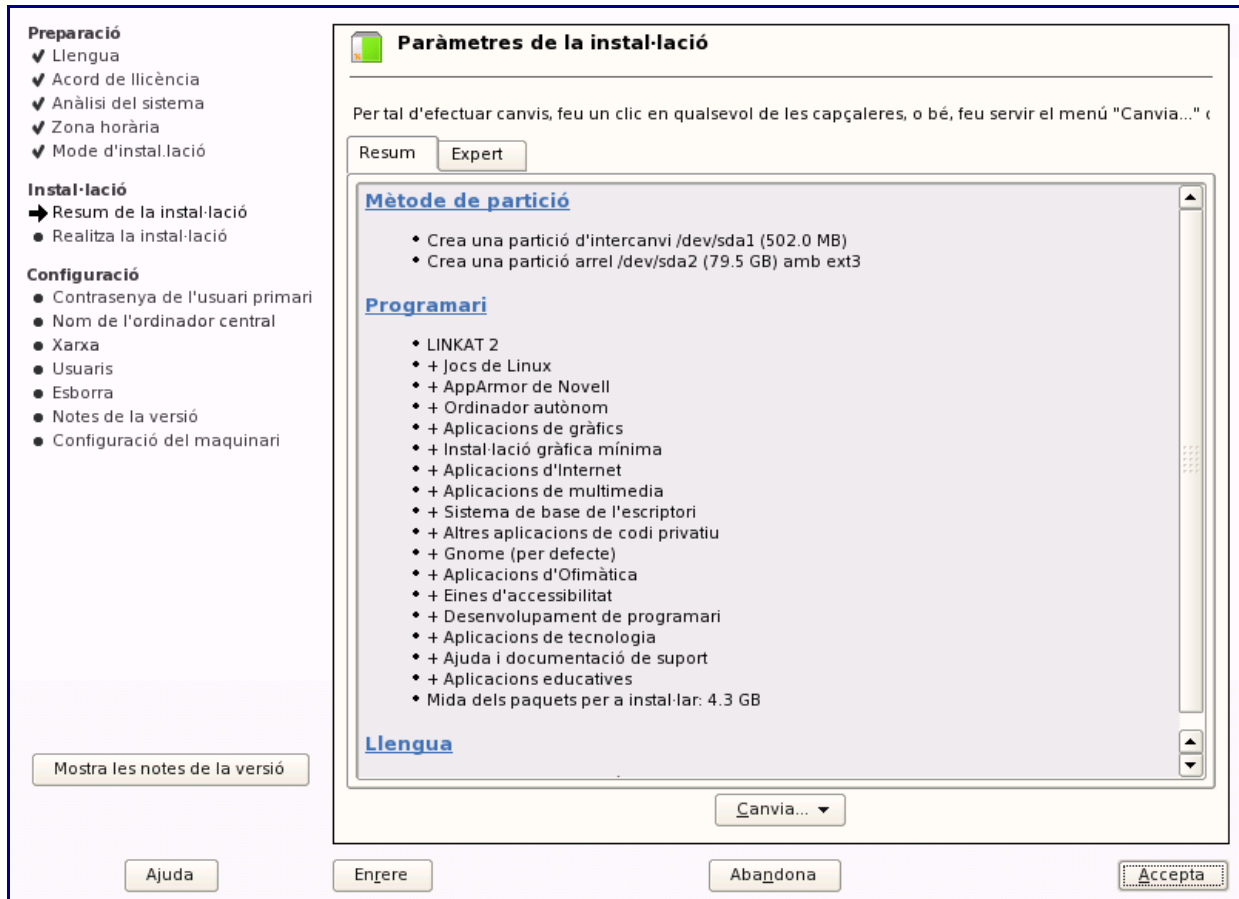 Preparació
Llengua
Acord de llicència
Anàlisi del sistema
Zona horària
Mode d'instal.lació
Instal·lació
Resum de la instal·lació
Realitza la instal·lació
Configuració
Contrasenya de l'usuari primari
Nom de l'ordinador central
Xarxa
Usuaris
Esborra
Notes de la versió
Configuració del maquinari
Mostra les notes de la versió
Paràmetres de la instal·lació
Per tal d'efectuar canvis, feu un clic en qualsevol de les capçaleres, o bé, feu servir el menú "Canvia..."
Resum
Expert
Mètode de partició
Crea una partició d'intercanvi /dev/sda1 (502.0 MB)
Crea una partició arrel /dev/sda2 (79.5 GB) amb ext3
Programari
LINKAT 2
+ Jocs de Linux
+ AppArmor de Novell
+ Ordinador autònom
+ Aplicacions de gràfics
+ Instal·lació gràfica mínima
+ Aplicacions d'Internet
+ Aplicacions de multimedia
+ Sistema de base de l'escriptori
+ Altres aplicacions de codi privatiu
+ Gnome (per defecte)
+ Aplicacions d'Ofimàtica
+ Eines d'accessibilitat
+ Desenvolupament de programari
+ Aplicacions de tecnologia
+ Ajuda i documentació de suport
+ Aplicacions educatives
Mida dels paquets per a instal·lar: 4.3 GB
Llengua
Canvia...
Ajuda
Enrere
Abandona
Accepta